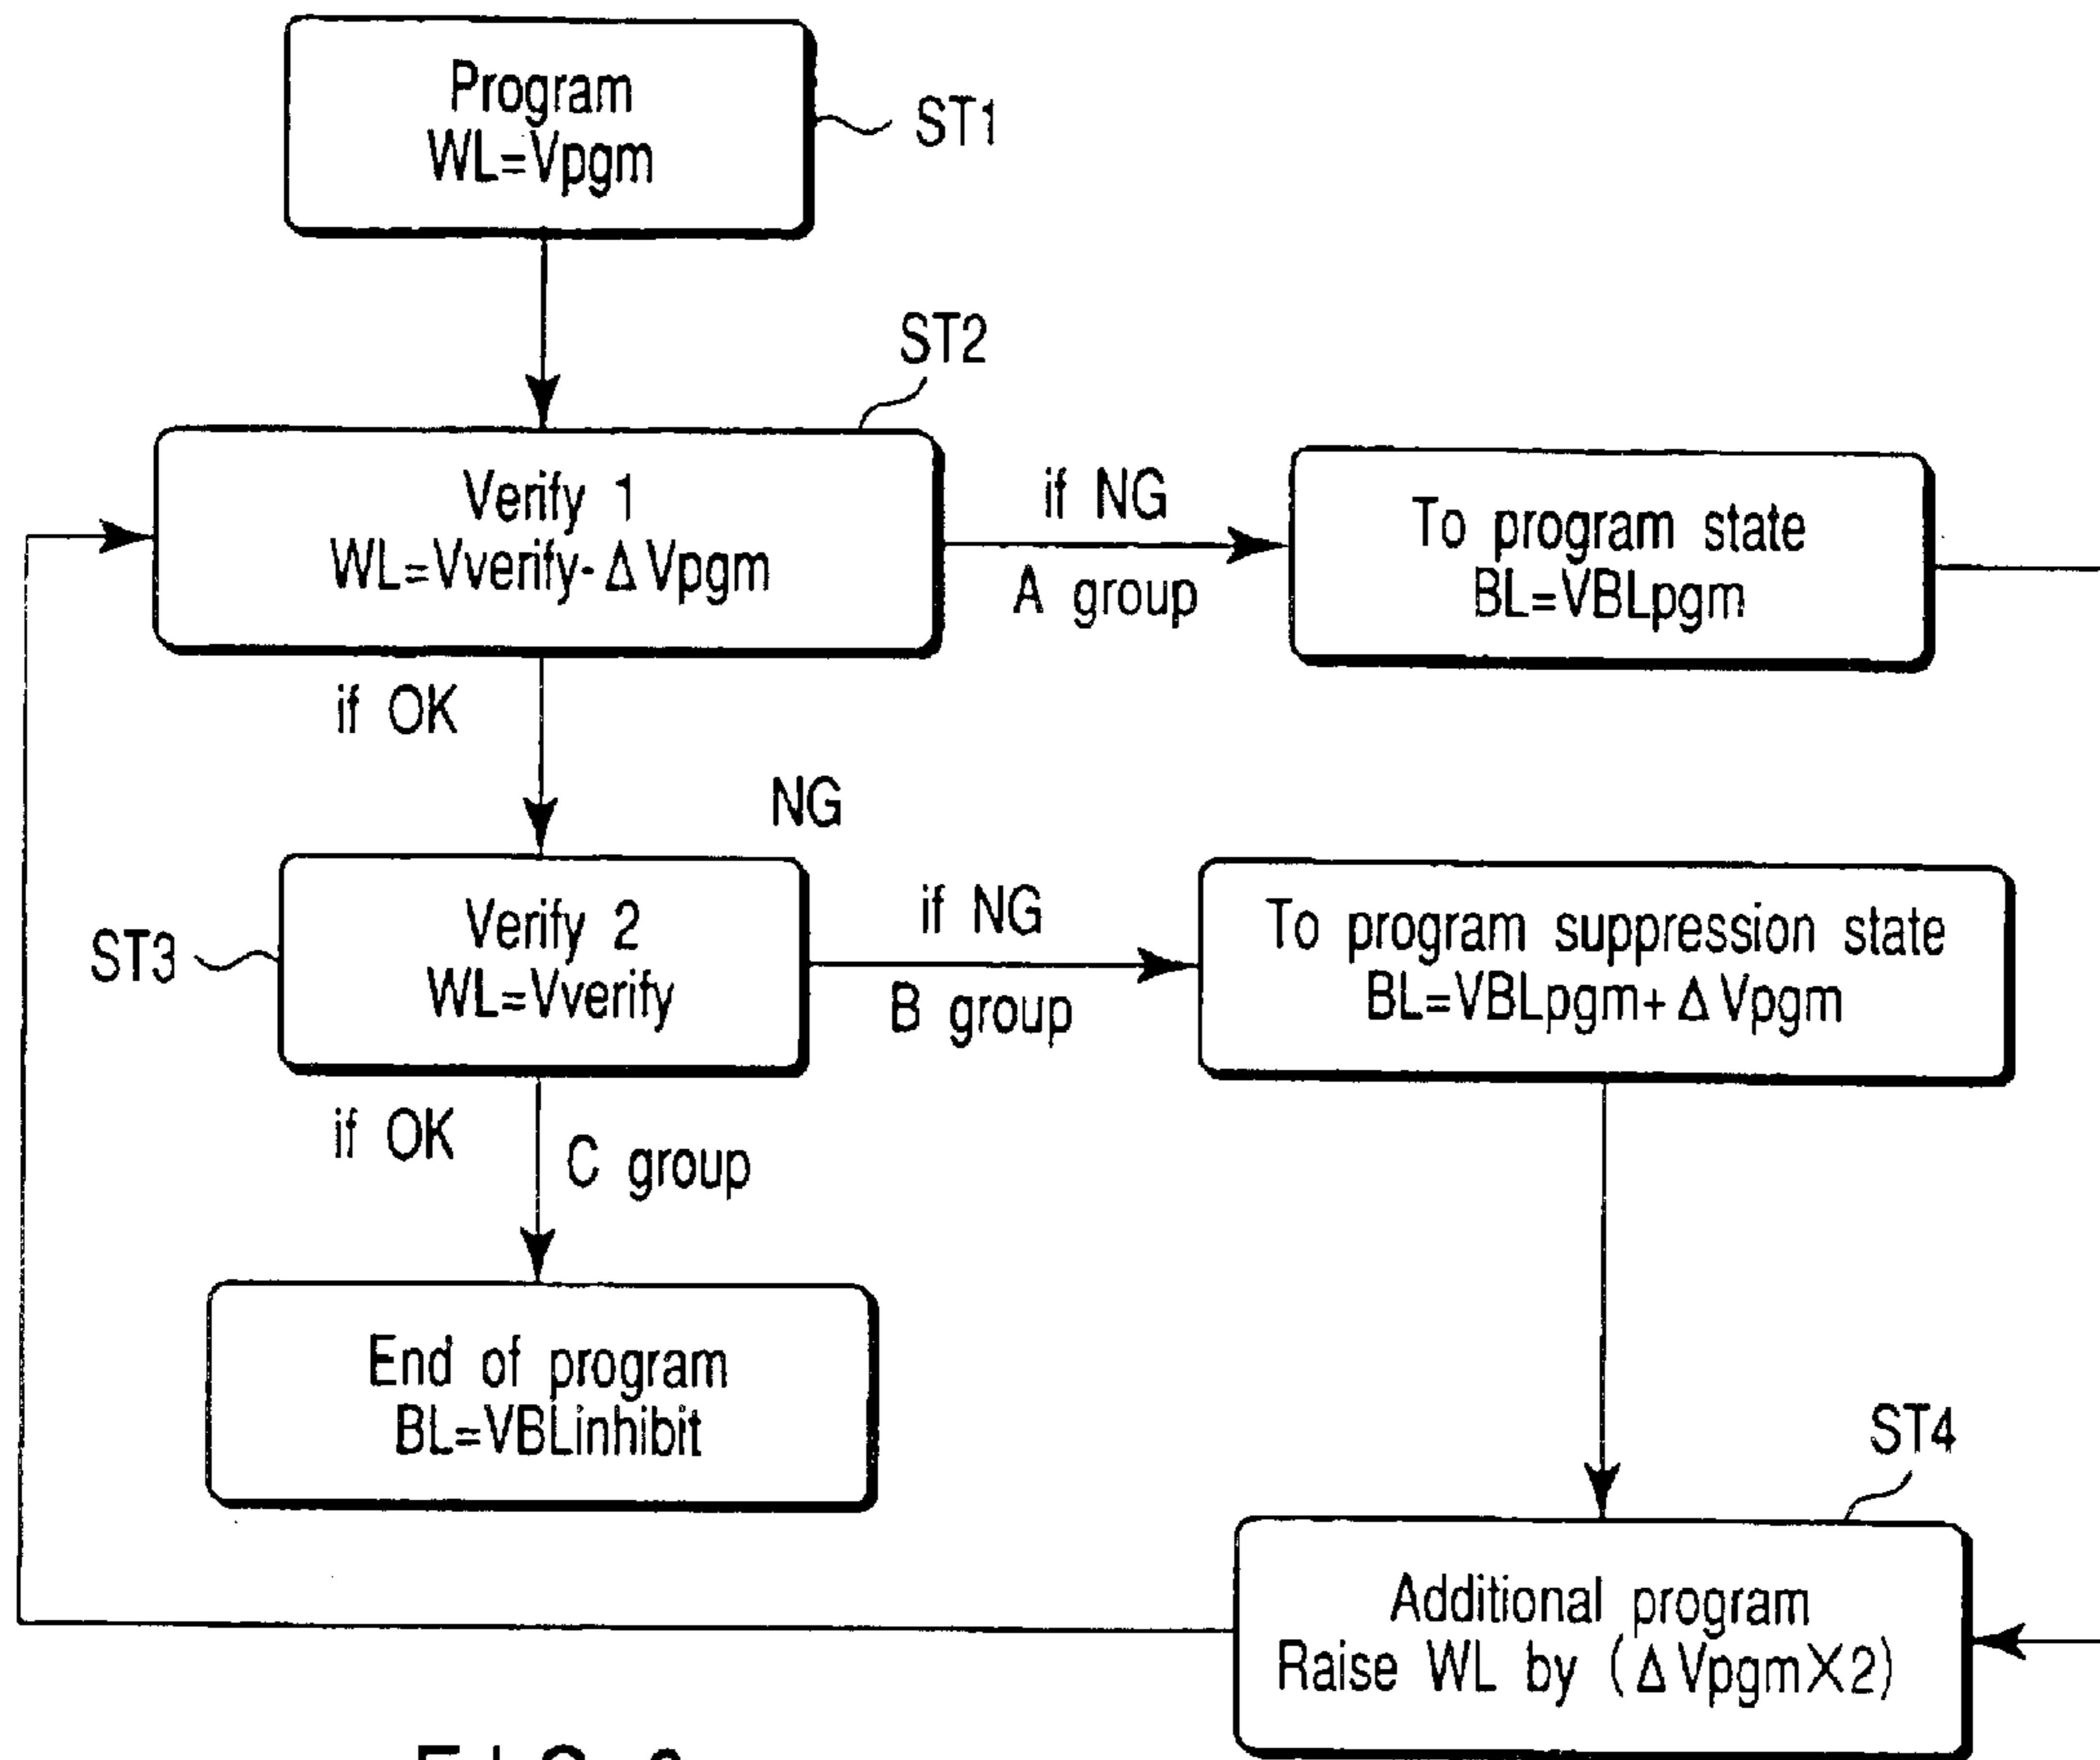 Program
WL=Vpgm
ST1
ST2
Verify 1
WL=Vverify-ΔVpgm
if NG
A group
To program state
BL=VBLpgm
if OK
NG
ST3
Verify 2
WL=Vverify
if NG
B group
To program suppression state
BL=VBLpgm+ΔVpgm
if OK
C group
End of program
BL=VBLinhibit
ST4
Additional program
Raise WL by (ΔVpgm×2)